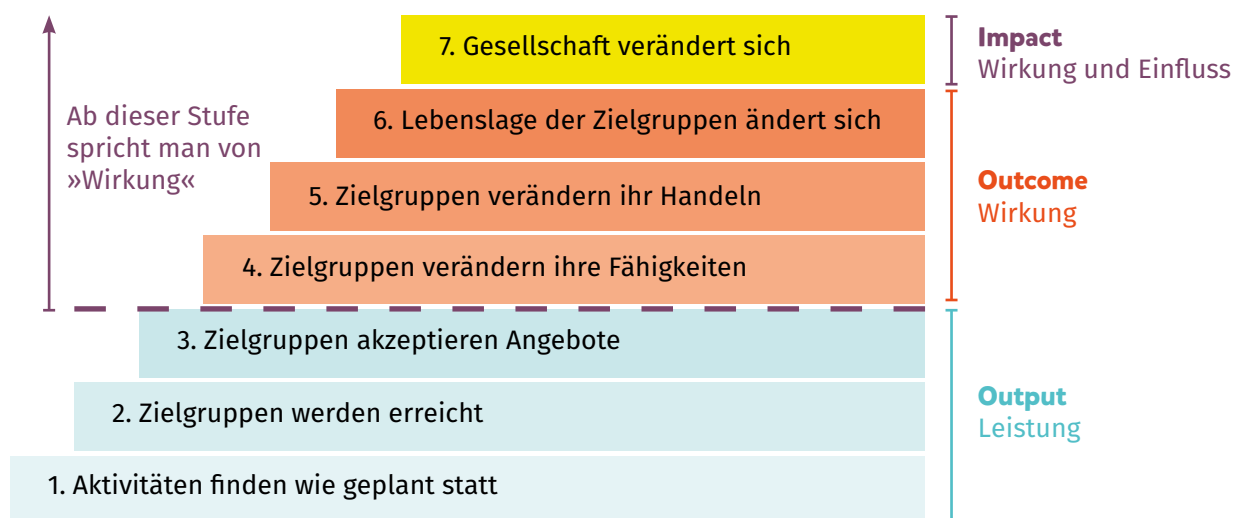 7. Gesellschaft verändert sich
Impact
Wirkung und Einfluss
Ab dieser Stufe
spricht man von
»Wirkung«
6. Lebenslage der Zielgruppen ändert sich
5. Zielgruppen verändern ihr Handeln
4. Zielgruppen verändern ihre Fähigkeiten
Outcome
Wirkung
3. Zielgruppen akzeptieren Angebote
2. Zielgruppen werden erreicht
1. Aktivitäten finden wie geplant statt
Output
Leistung